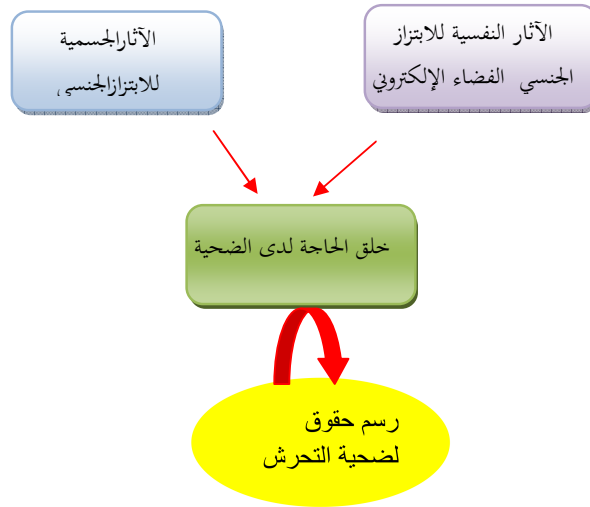 الآثار النفسية للابتزاز
الجنسي الفضاء الإلكتروني
الآثارالجسمية
للابتزازالجنسي
خلق الحاجة لدى الضحية
رسم حقوق
لضحية التحرش